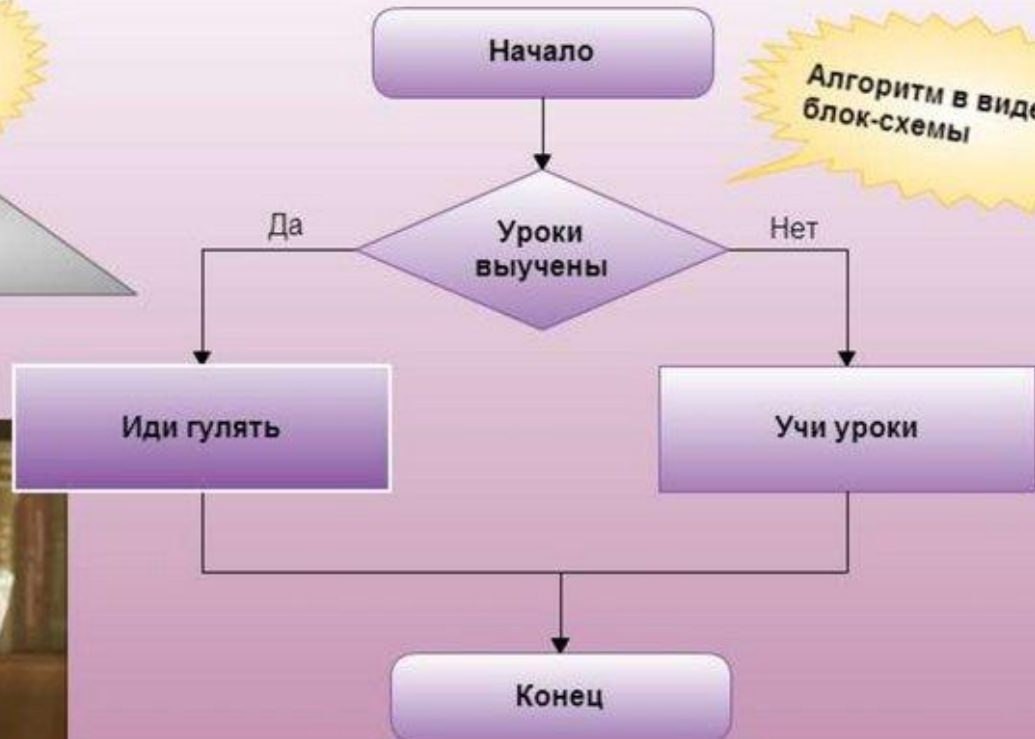 Начало
Алгоритм в виде
блок-схемы
Да
Уроки
выучены
Нет
Иди гулять
Учи уроки
Конец